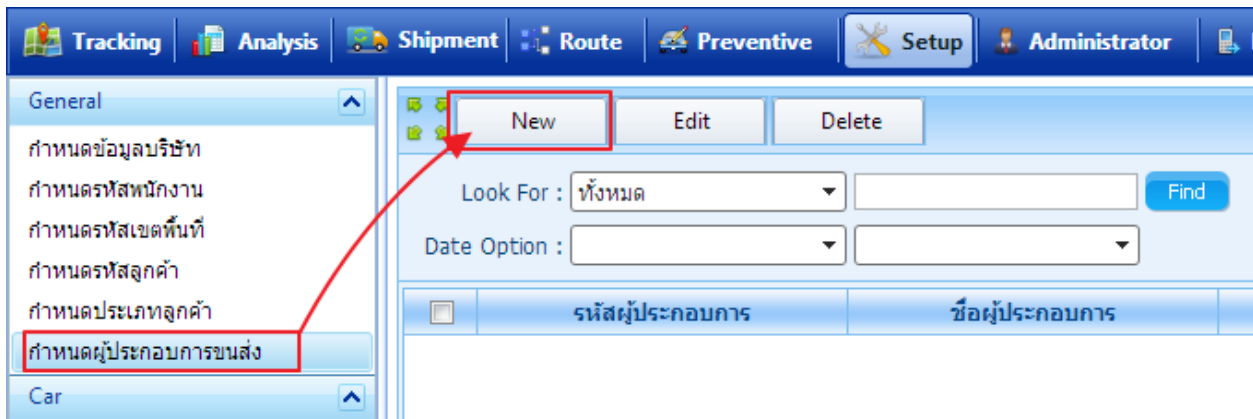 Tracking Analysis Shipment Route Preventive Setup Administrator
General
กำหนดข้อมูลบริษัท
กำหนดรหัสพนักงาน
กำหนดรหัสเขตพื้นที่
กำหนดรหัสลูกค้า
กำหนดประเภทลูกค้า
กำหนดผู้ประกอบการขนส่ง
Car
New Edit Delete
Look For : ทั้งหมด Find
Date Option :
รหัสผู้ประกอบการ ชื่อผู้ประกอบการ